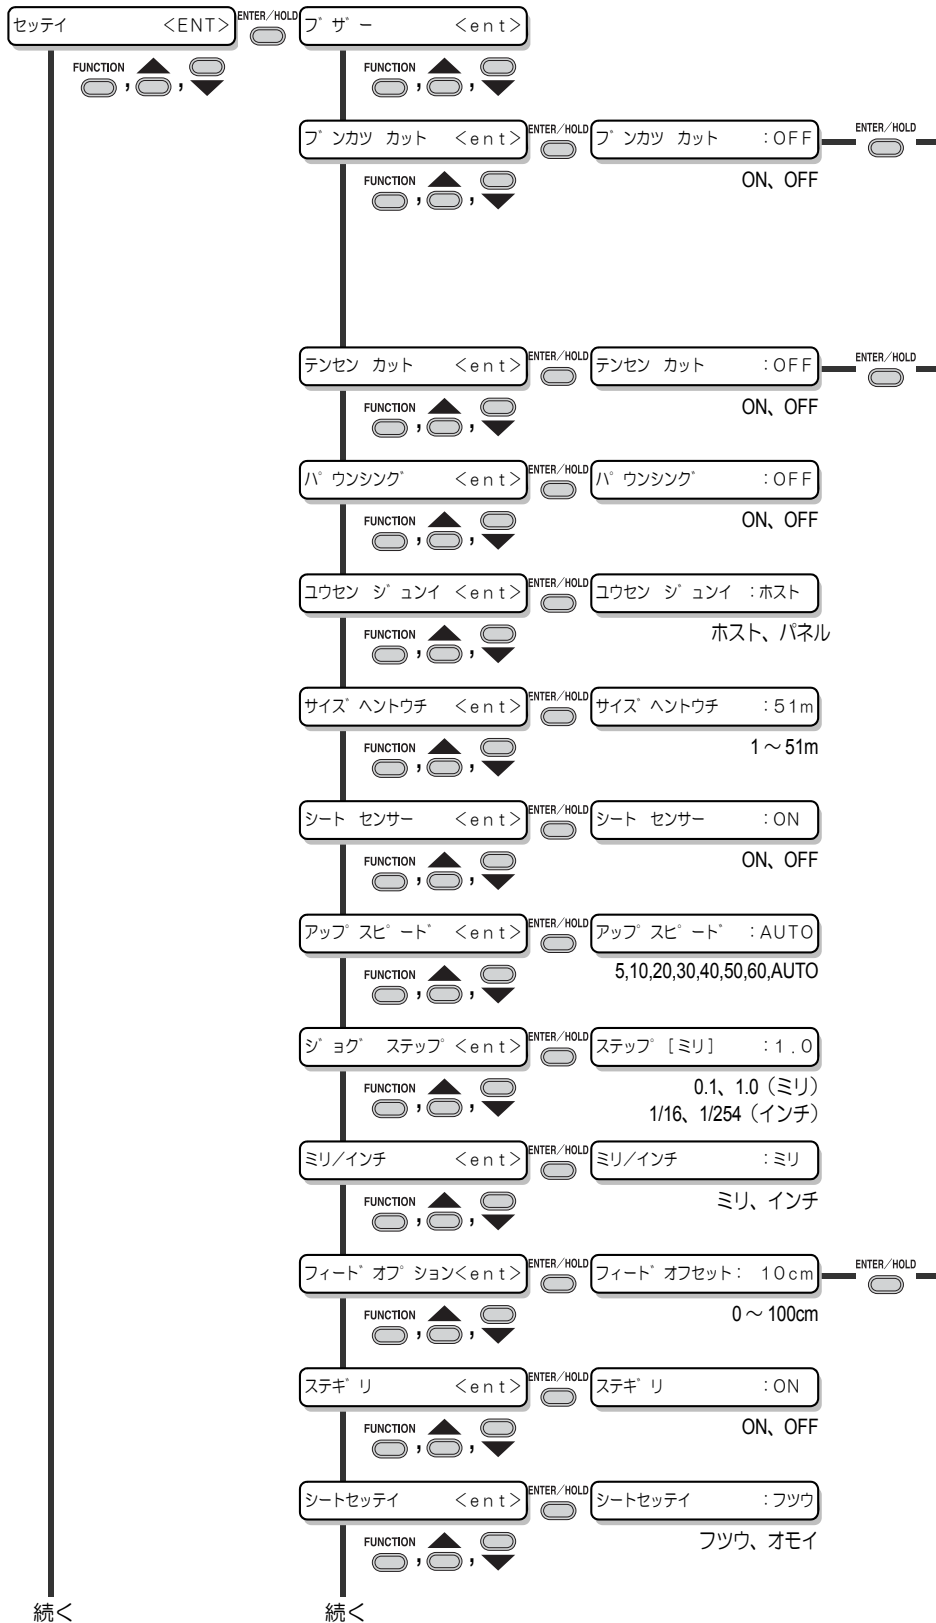 セッテイ <ENT> ENTER/HOLD ブザー <ent>
FUNCTION , , FUNCTION , ,
ブンカツ カット <ent> ENTER/HOLD ブンカツ カット :OFF ENTER/HOLD
ON、OFF
FUNCTION , ,
テンセン カット <ent> ENTER/HOLD テンセン カット :OFF ENTER/HOLD
ON、OFF
FUNCTION , ,
パウンシング <ent> ENTER/HOLD パウンシング :OFF
ON、OFF
FUNCTION , ,
ユウセン ジュンイ <ent> ENTER/HOLD ユウセン ジュンイ :ホスト
ホスト、パネル
FUNCTION , ,
サイズ ヘントウチ <ent> ENTER/HOLD サイズ ヘントウチ :51m
1～51m
FUNCTION , ,
シート センサー <ent> ENTER/HOLD シート センサー :ON
ON、OFF
FUNCTION , ,
アップ スピード <ent> ENTER/HOLD アップ スピード :AUTO
5,10,20,30,40,50,60,AUTO
FUNCTION , ,
ジョグ ステップ <ent> ENTER/HOLD ステップ [ミリ] :1.0
0.1、1.0（ミリ）
FUNCTION , ,
1/16、1/254（インチ）
ミリ/インチ <ent> ENTER/HOLD ミリ/インチ :ミリ
ミリ、インチ
FUNCTION , ,
フィード オプション<ent> ENTER/HOLD フィード オフセット: 10cm ENTER/HOLD
0～100cm
FUNCTION , ,
ステギリ <ent> ENTER/HOLD ステギリ :ON
ON、OFF
FUNCTION , ,
シートセッテイ <ent> ENTER/HOLD シートセッテイ :フツウ
フツウ、オモイ
FUNCTION , ,
続く 続く